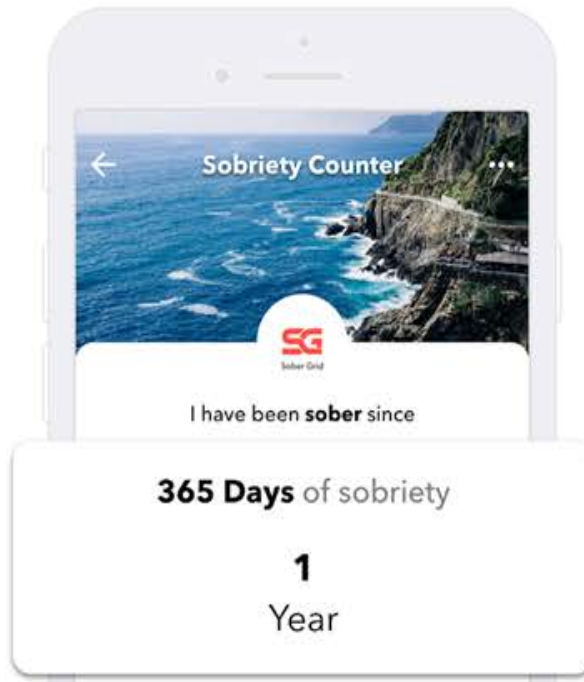 Sobriety Counter
SG
Sober Grid
I have been sober since
365 Days of sobriety
1
Year